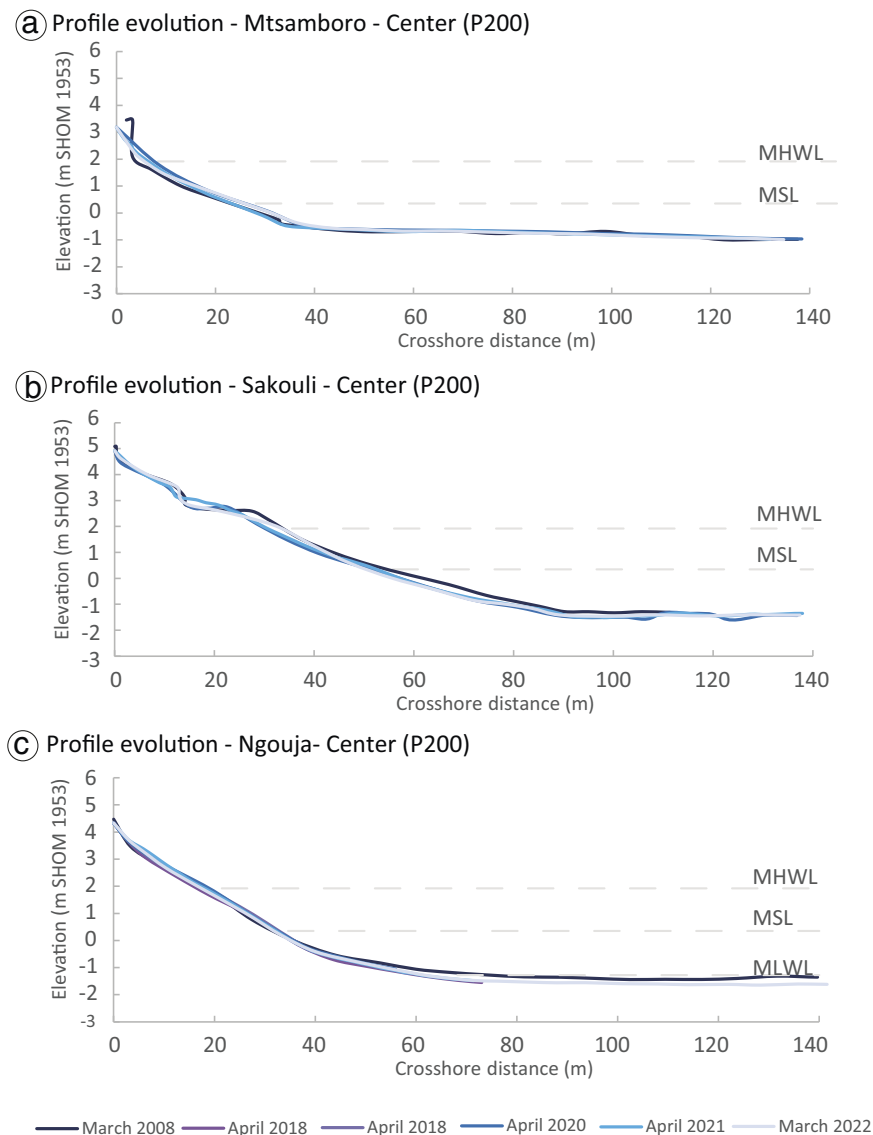 a Profile evolution - Mtsamboro - Center (P200)
Elevation (m SHOM 1953)
6
5
4
3
2
1
0
-1
-2
-3
MHWL
MSL
0 20 40 60 80 100 120 140
Crosshore distance (m)
b Profile evolution - Sakouli - Center (P200)
Elevation (m SHOM 1953)
6
5
4
3
2
1
0
-1
-2
-3
MHWL
MSL
0 20 40 60 80 100 120 140
Crosshore distance (m)
c Profile evolution - Ngouja- Center (P200)
Elevation (m SHOM 1953)
6
5
4
3
2
1
0
-1
-2
-3
MHWL
MSL
MLWL
0 20 40 60 80 100 120 140
Crosshore distance (m)
March 2008 April 2018 April 2018 April 2020 April 2021 March 2022